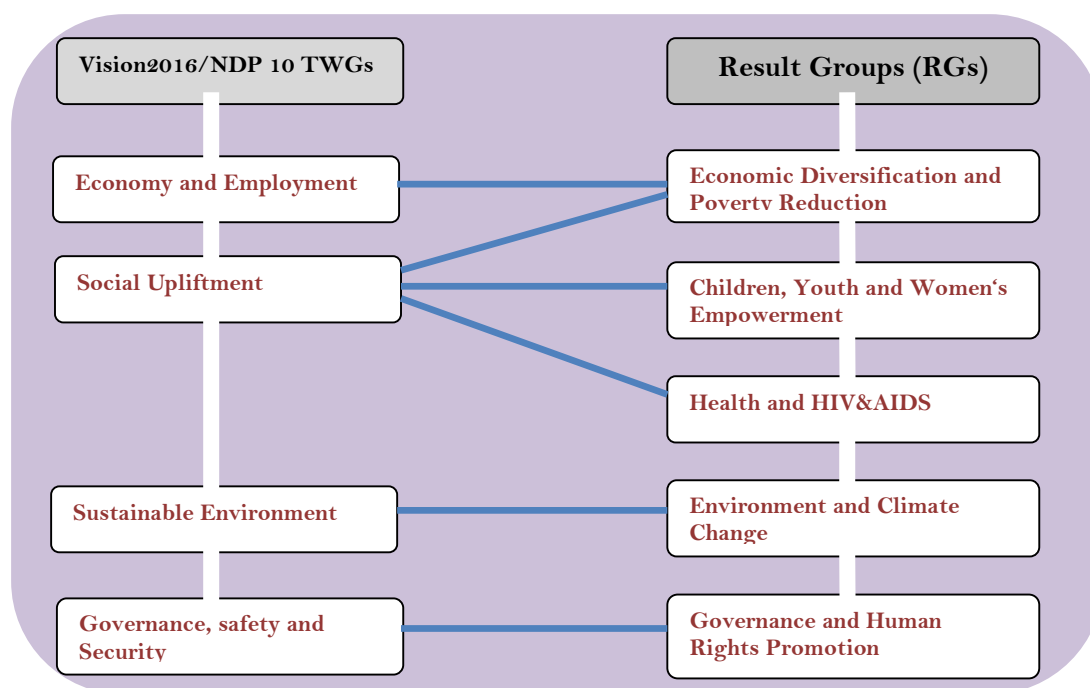 Vision2016/NDP 10 TWGs
Result Groups (RGs)
Economy and Employment
Economic Diversification and
Poverty Reduction
Social Upliftment
Children, Youth and Women‘s
Empowerment
Health and HIV&AIDS
Sustainable Environment
Environment and Climate
Change
Governance, safety and
Security
Governance and Human
Rights Promotion